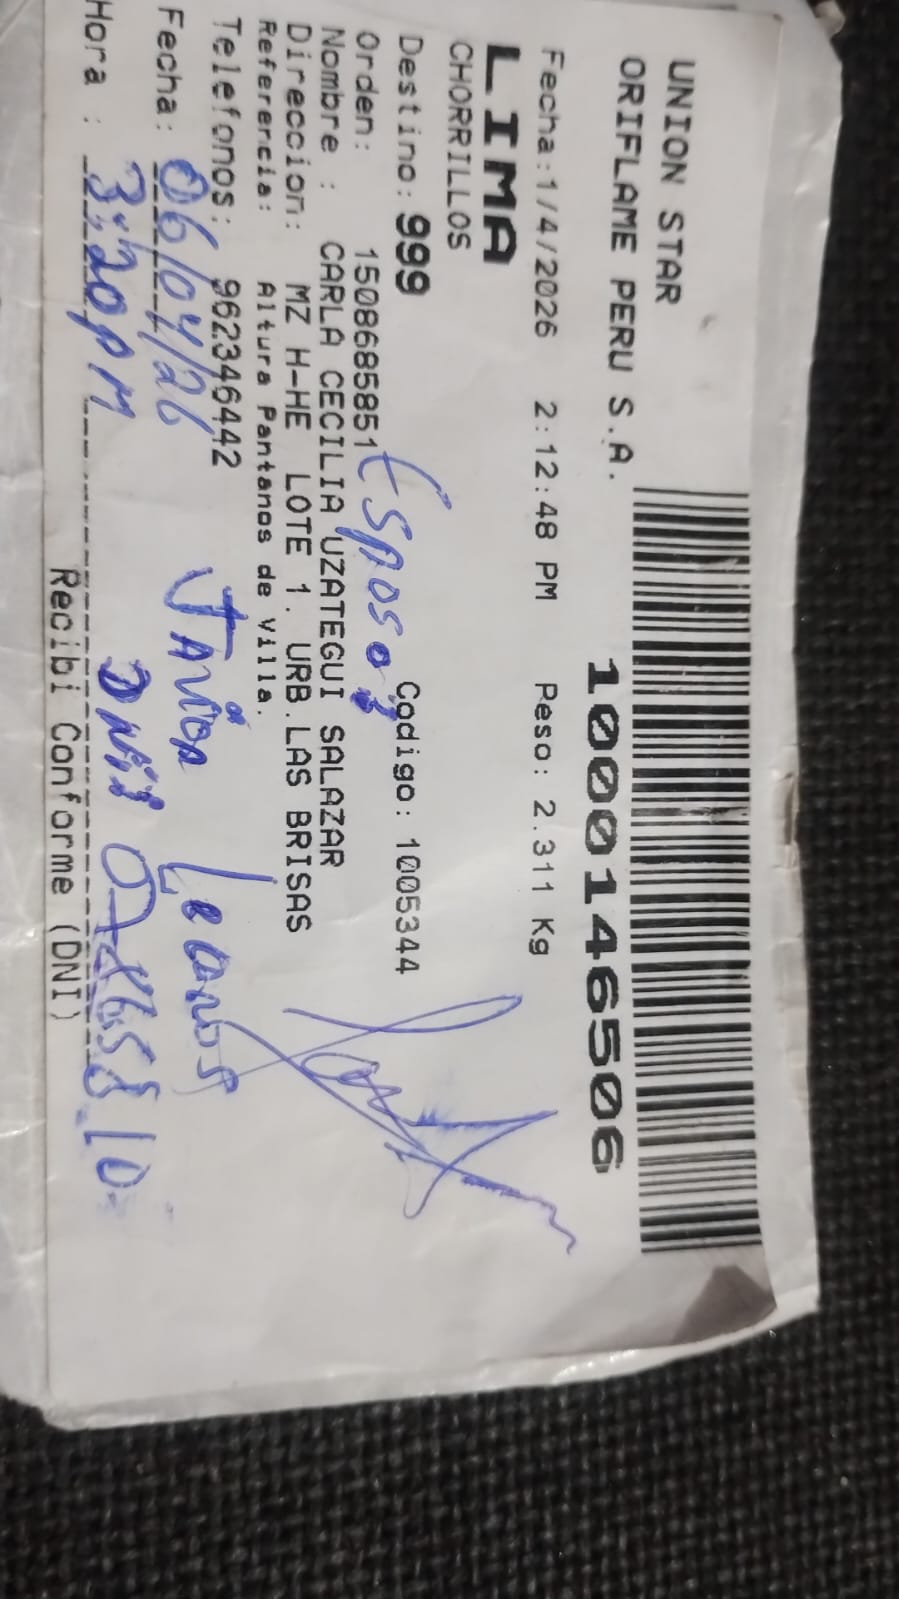 UNION STAR
ORIFLAME PERU S.A.
1000146506
Fecha:1/4/2026 2:12:48 PM Peso: 2.311 Kg
LIMA
CHORRILLOS
Destino: 999 Codigo: 1005344
Orden: 1508685851 Esposo
Nombre : CARLA CECILIA UZATEGUI SALAZAR
Direccion: MZ H-HE LOTE 1. URB.LAS BRISAS
Referencia: Altura Pantanos de villa.
Telefonos: 962346442
Fecha: 06/04/26
Hora : 3:20pm
DNI:
Recibi Conforme (DNI)